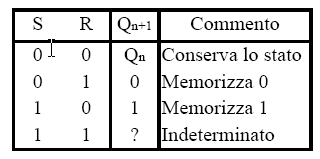 S R Qn+1 Commento
0 0 Qn Conserva lo stato
0 1 0 Memorizza 0
1 0 1 Memorizza 1
1 1 ? Indeterminato